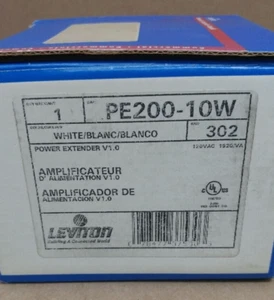 1 PE200-10W
WHITE/BLANC/BLANCO 302
POWER EXTENDER V1.0 120VAC
AMPLIFICATEUR
D'ALIMENTATION V1.0
AMPLIFICADOR DE
ALIMENTACION V1.0
UL
LEVITON